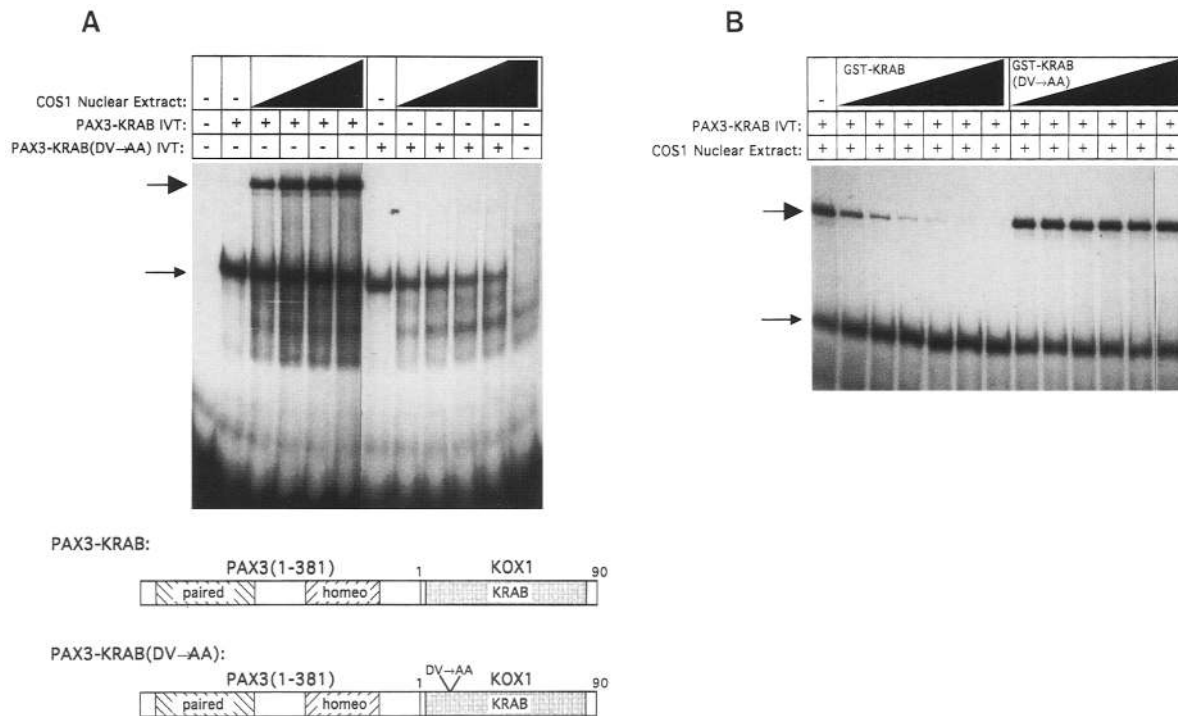 A
COS1 Nuclear Extract: - - -
PAX3-KRAB IVT: - + + + + + - - - - - -
PAX3-KRAB(DV→AA) IVT: - - - - - - + + + + + -
B
GST-KRAB GST-KRAB
(DV→AA)
-
PAX3-KRAB IVT: + + + + + + + + + + + + +
COS1 Nuclear Extract: + + + + + + + + + + + + +
PAX3-KRAB:
PAX3(1-381) 1 KOX1 90
paired homeo KRAB
PAX3-KRAB(DV→AA):
DV→AA
PAX3(1-381) 1 KOX1 90
paired homeo KRAB